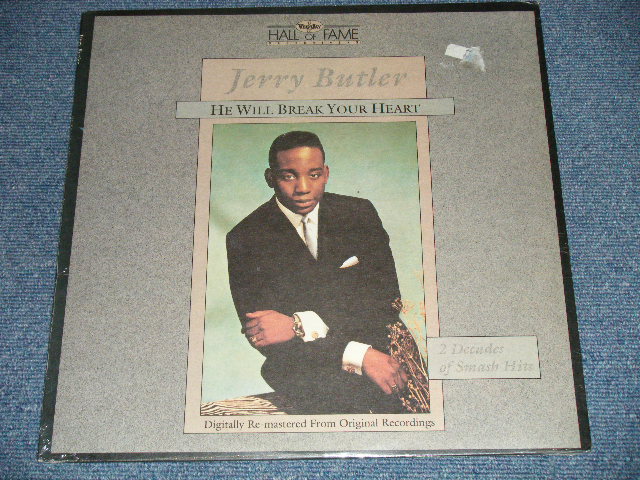 HALL OF FAME
Jerry Butler
HE WILL BREAK YOUR HEART
2 Decades
of Smash Hits
Digitally Re-mastered From Original Recordings